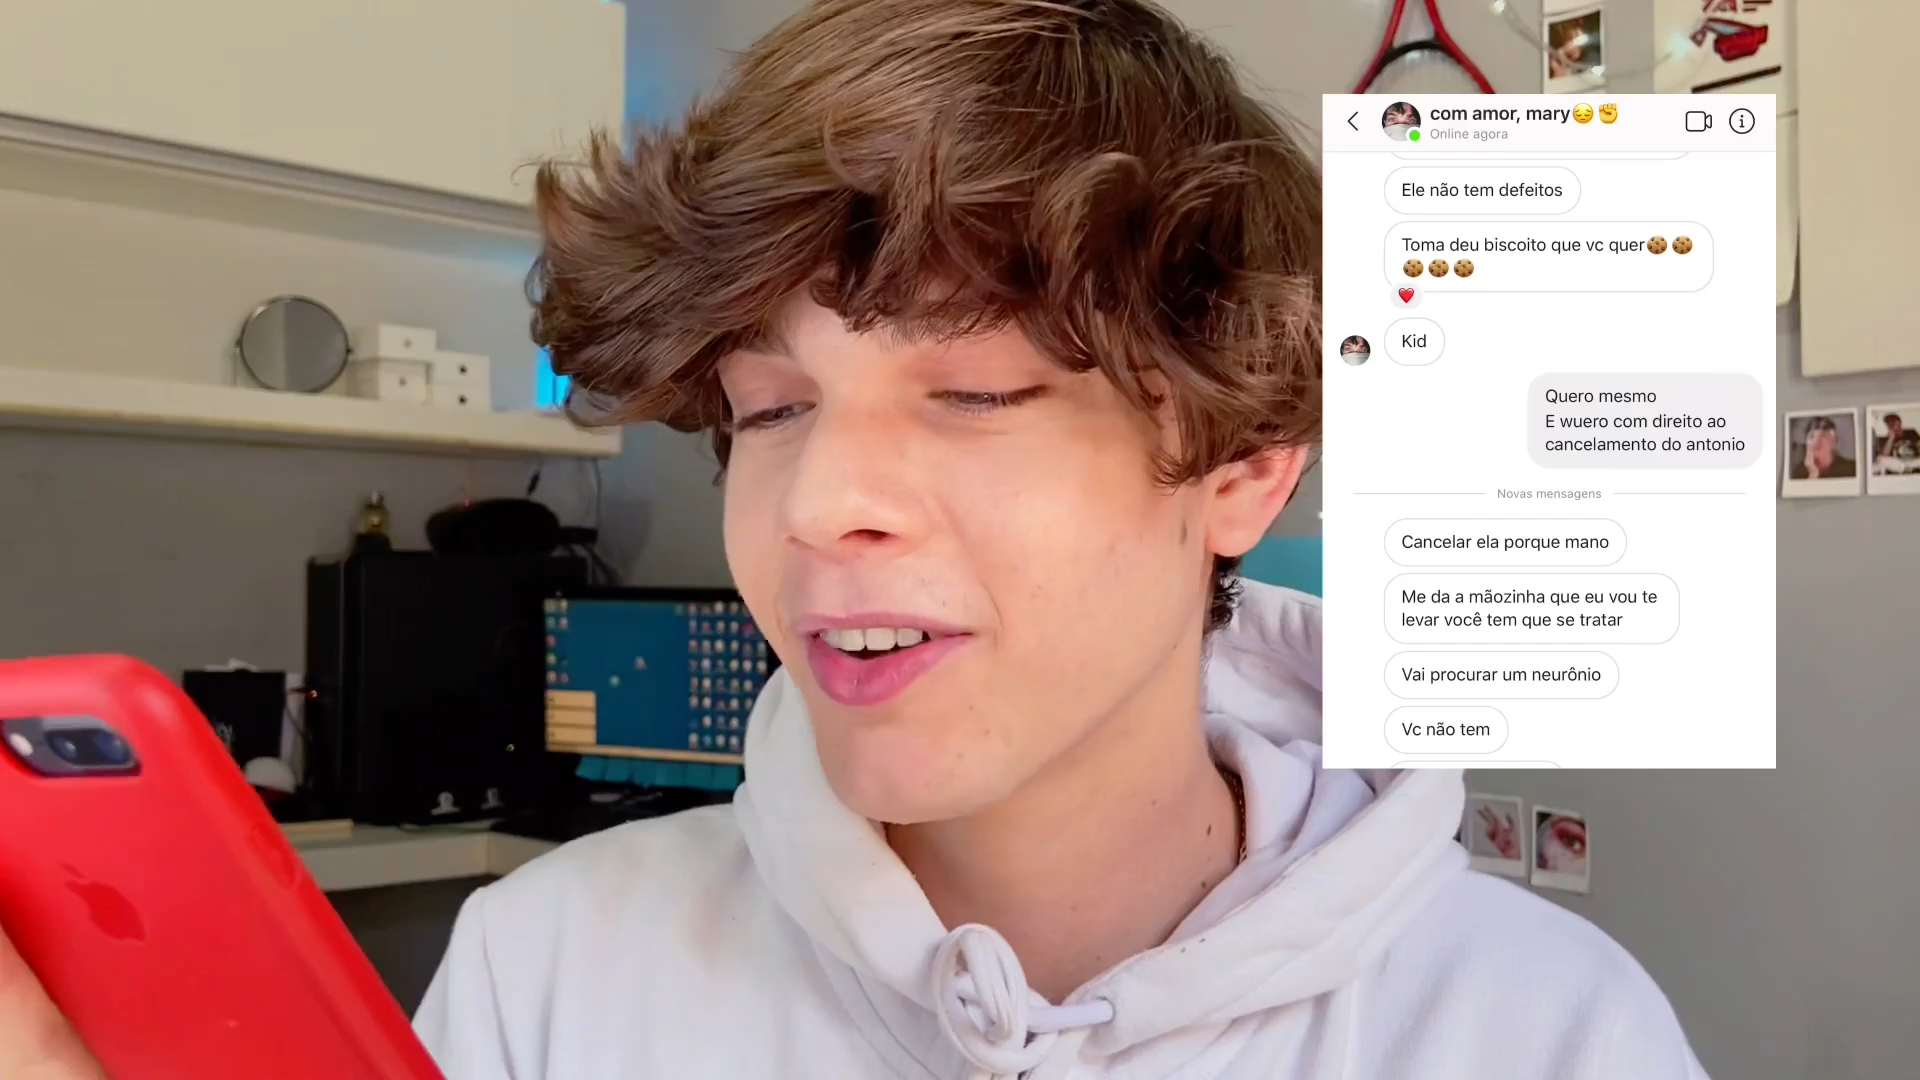 com amor, mary😔✊
Online agora
Ele não tem defeitos
Toma deu biscoito que vc quer🍪🍪
🍪🍪🍪
Kid
Quero mesmo
E wuero com direito ao
cancelamento do antonio
Novas mensagens
Cancelar ela porque mano
Me da a mãozinha que eu vou te
levar você tem que se tratar
Vai procurar um neurônio
Vc não tem